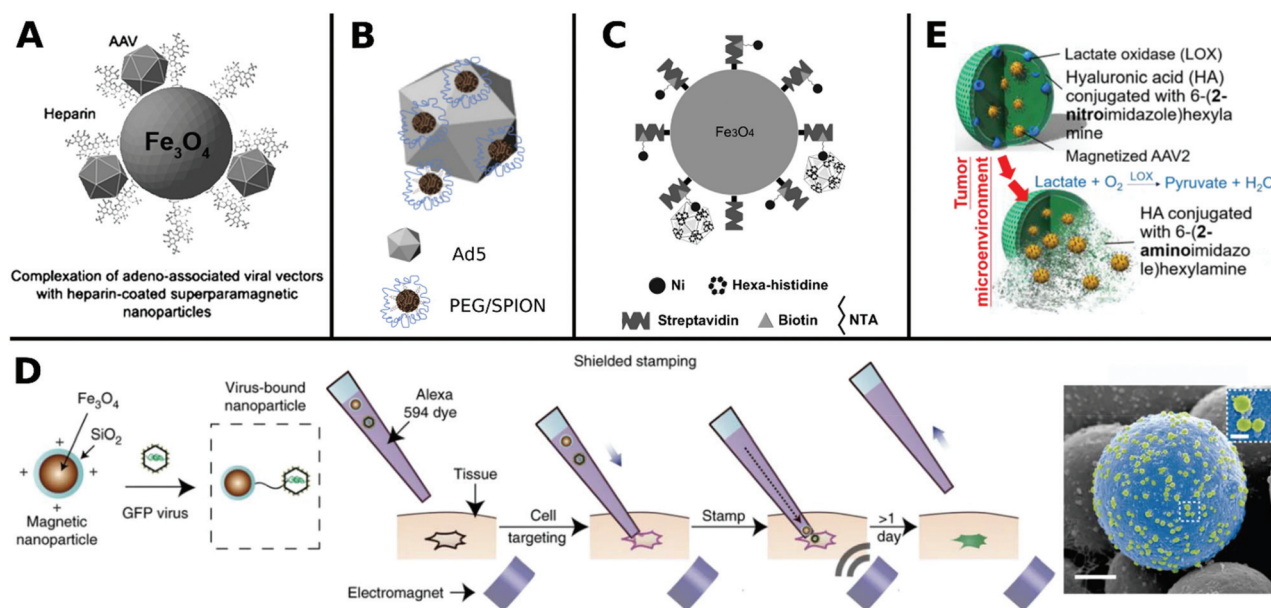 A
AAV
Heparin
Fe3O4
Complexation of adeno-associated viral vectors
with heparin-coated superparamagnetic
nanoparticles
B
Ad5
PEG/SPION
C
Fe3O4
Ni
Hexa-histidine
Streptavidin
Biotin
NTA
E
Lactate oxidase (LOX)
Hyaluronic acid (HA)
conjugated with 6-(2-
nitroimidazole)hexyla
mine
Magnetized AAV2
Tumor
microenvironment
Lactate + O2 LOX Pyruvate + H2O
HA conjugated
with 6-(2-
aminoimidazo
le)hexylamine
D
Fe3O4
SiO2
+
+
+
+
Magnetic
nanoparticle
GFP virus
Virus-bound
nanoparticle
Shielded stamping
Alexa
594 dye
Tissue
Cell
targeting
Stamp
>1
day
Electromagnet